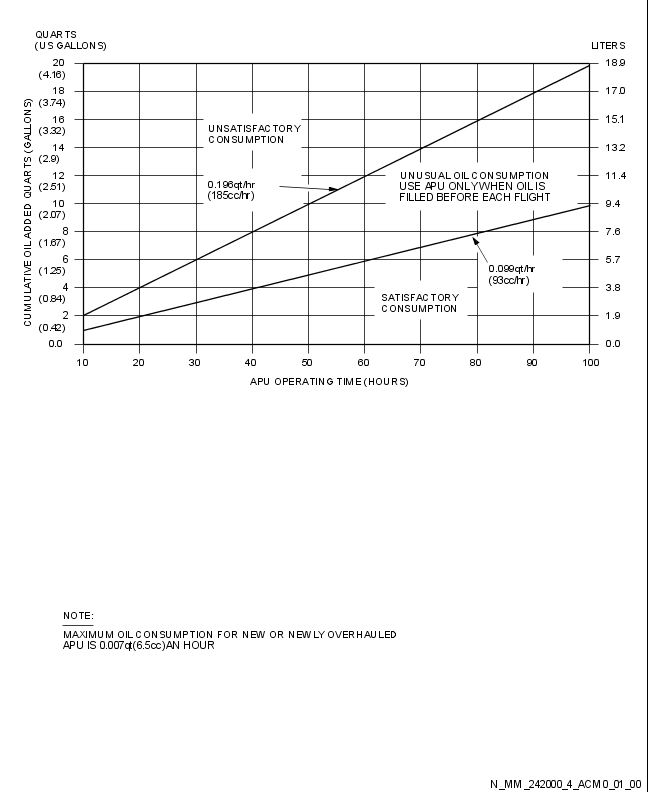 QUARTS
(US GALLONS)
LITERS
20
(4.16)
18
(3.74)
16
(3.32)
14
(2.9)
12
(2.51)
10
(2.07)
8
(1.67)
6
(1.25)
4
(0.84)
2
(0.42)
0.0
CUMULATIVE OIL ADDED QUARTS (GALLONS)
18.9
17.0
15.1
13.2
11.4
9.4
7.6
5.7
3.8
1.9
0.0
UNSATISFACTORY
CONSUMPTION
0.196qt/hr
(185cc/hr)
UNUSUAL OIL CONSUMPTION
USE APU ONLY WHEN OIL IS
FILLED BEFORE EACH FLIGHT
0.099qt/hr
(93cc/hr)
SATISFACTORY
CONSUMPTION
10 20 30 40 50 60 70 80 90 100
APU OPERATING TIME (HOURS)
NOTE:
MAXIMUM OIL CONSUMPTION FOR NEW OR NEWLY OVERHAULED
APU IS 0.007qt(6.5cc) AN HOUR
N_MM_242000_4_ACM0_01_00